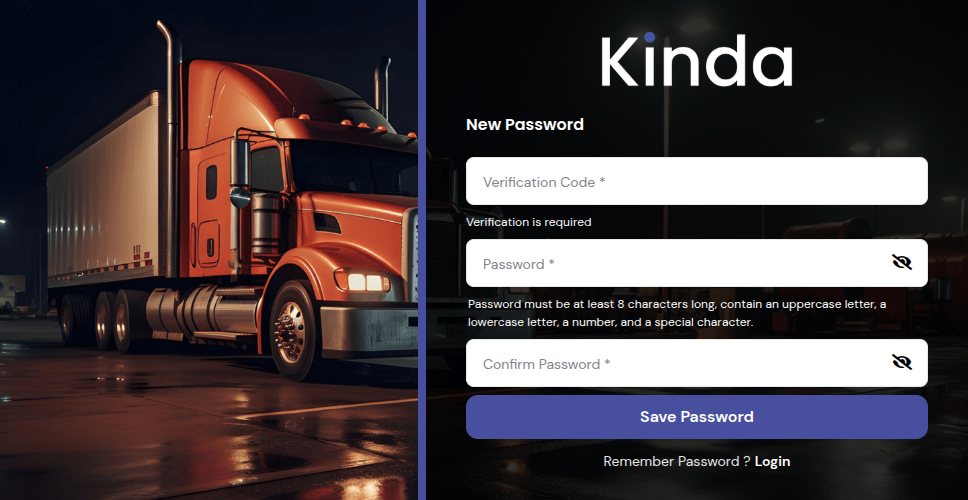 Kinda
New Password
Verification Code *
Verification is required
Password *
Password must be at least 8 characters long, contain an uppercase letter, a
lowercase letter, a number, and a special character.
Confirm Password *
Save Password
Remember Password ? Login